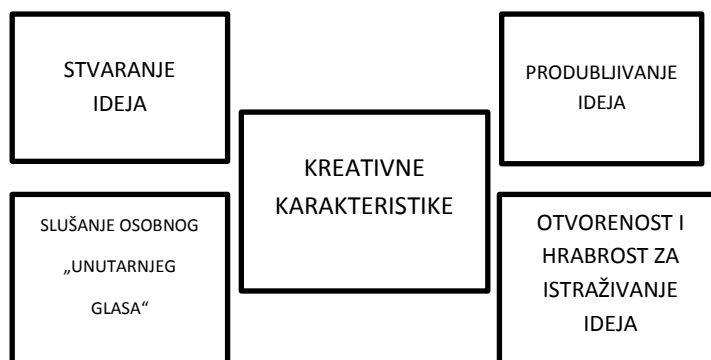 STVARANJE
IDEJA
PRODUBLJIVANJE
IDEJA
KREATIVNE
KARAKTERISTIKE
SLUŠANJE OSOBNOG
„UNUTARNJEG
GLASA“
OTVORENOST I
HRABROST ZA
ISTRAŽIVANJE
IDEJA